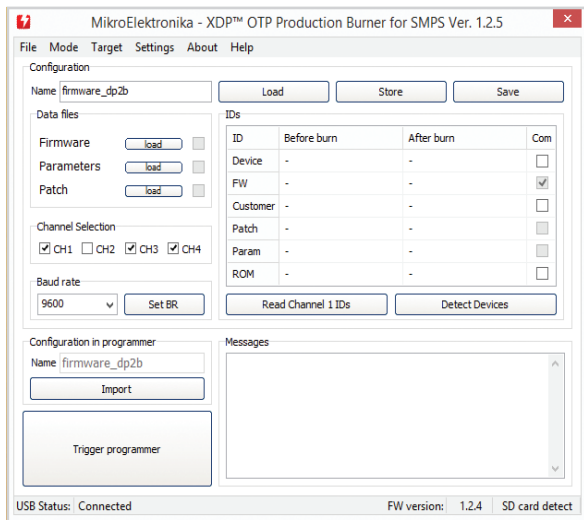 MikroElektronika - XDP™ OTP Production Burner for SMPS Ver. 1.2.5
File Mode Target Settings About Help
Configuration
Name firmware_dp2b Load Store Save
Data files
Firmware load
Parameters load
Patch load
Channel Selection
CH1 CH2 CH3 CH4
Baud rate
9600 Set BR
IDs
ID Before burn After burn Com
Device - -
FW - -
Customer - -
Patch - -
Param - -
ROM - -
Read Channel 1 IDs Detect Devices
Configuration in programmer
Name firmware_dp2b
Import
Trigger programmer
Messages
USB Status: Connected FW version: 1.2.4 SD card detect